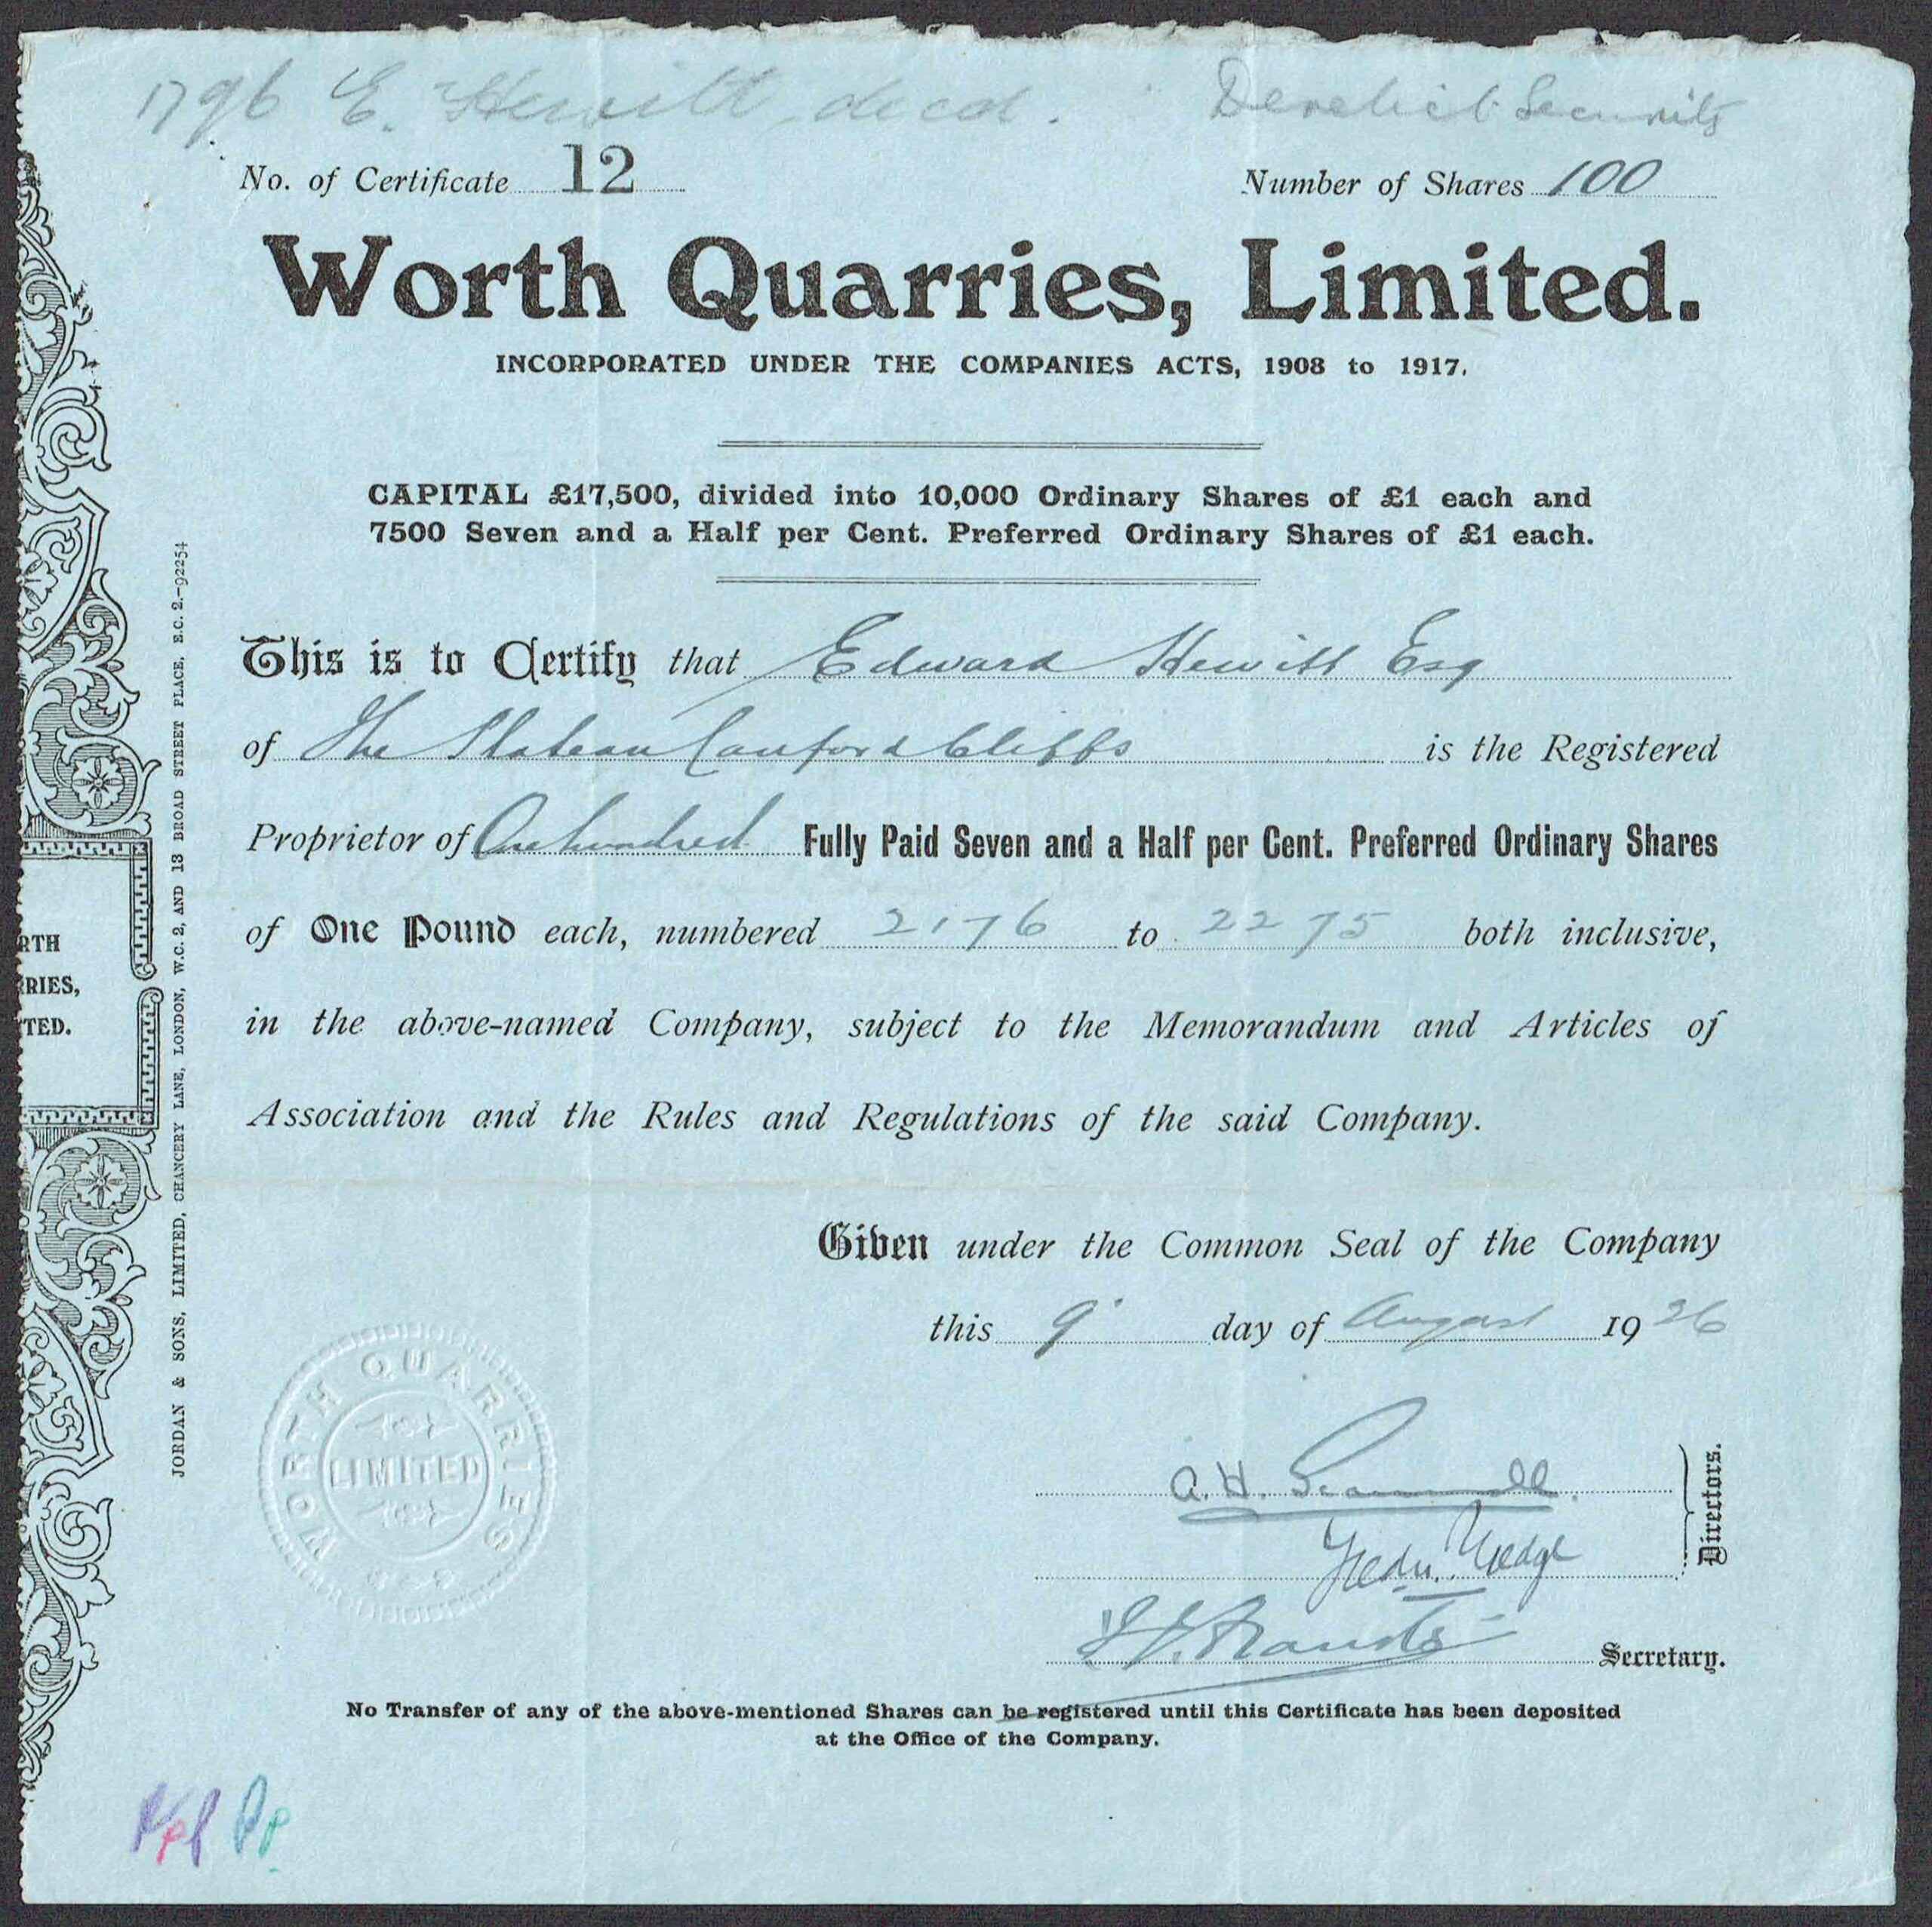 1796 E. Hewitt, decd. Derelict Security
No. of Certificate 12 Number of Shares 100
Worth Quarries, Limited.
INCORPORATED UNDER THE COMPANIES ACTS, 1908 to 1917.
CAPITAL £17,500, divided into 10,000 Ordinary Shares of £1 each and
7500 Seven and a Half per Cent. Preferred Ordinary Shares of £1 each.
This is to Certify that Edward Hewitt Esq
of The Plateau Canford Cliffs is the Registered
Proprietor of One hundred Fully Paid Seven and a Half per Cent. Preferred Ordinary Shares
of One Pound each, numbered 2176 to 2275 both inclusive,
in the above-named Company, subject to the Memorandum and Articles of
Association and the Rules and Regulations of the said Company.
Given under the Common Seal of the Company
this 9 day of August 1926
WORTH QUARRIES
LIMITED
A. H.
Directors.
Secretary.
No Transfer of any of the above-mentioned Shares can be registered until this Certificate has been deposited
at the Office of the Company.
JORDAN & SONS, LIMITED, CHANCERY LANE, LONDON, W.C. 2, AND 13 BROAD STREET PLACE, E.C. 2.-92254
RTH
RRIES,
TED.